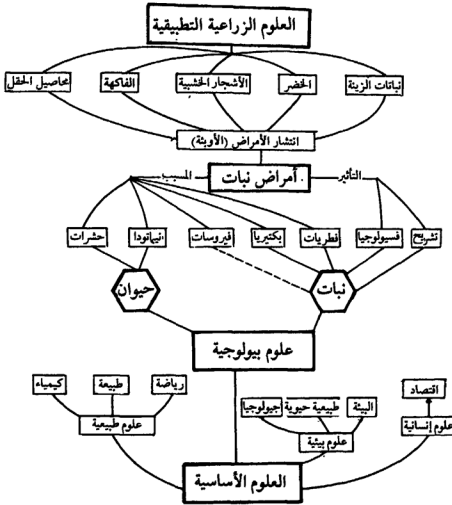 العلوم الزراعية التطبيقية
نباتات الزينة
الخضر
الأشجار الخشبية
الفاكهة
محاصيل الحقل
انتشار الأمراض (الأوبئة)
التأثير
أمراض نبات
المسبب
تشريح
فسيولوجيا
فطريات
بكتيريا
فيروسات
نيماتودا
حشرات
نبات
حيوان
علوم بيولوجية
اقتصاد
رياضة
طبيعة
كيمياء
البيئة
طبيعية حيوية
جيولوجيا
علوم إنسانية
علوم بيئية
علوم طبيعية
العلوم الأساسية